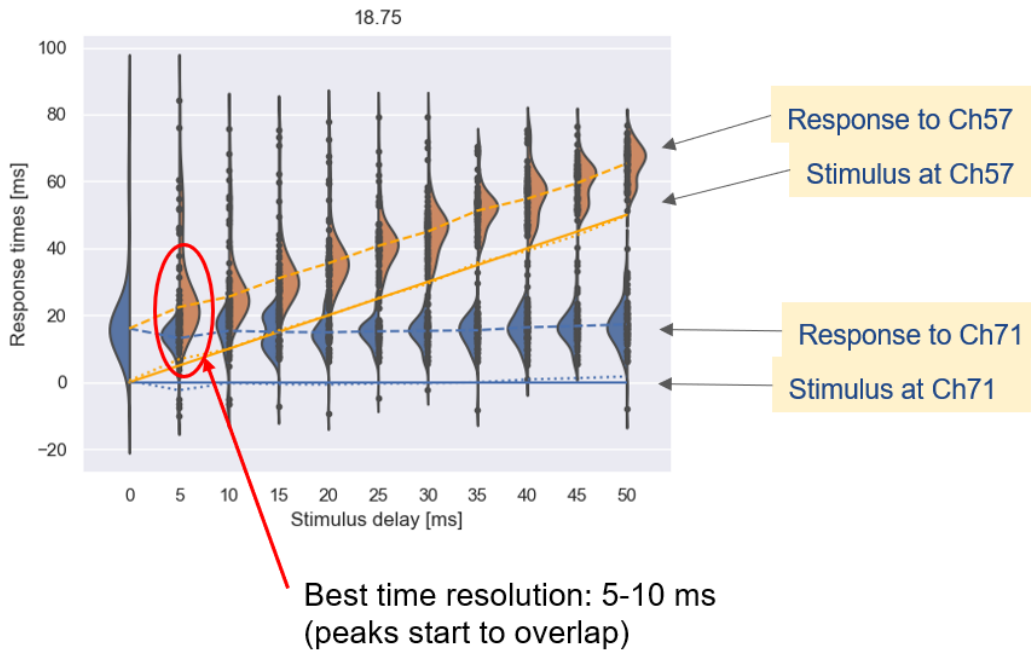 18.75
100
80
60
40
20
0
−20
Response times [ms]
0 5 10 15 20 25 30 35 40 45 50
Stimulus delay [ms]
Response to Ch57
Stimulus at Ch57
Response to Ch71
Stimulus at Ch71
Best time resolution: 5-10 ms
(peaks start to overlap)